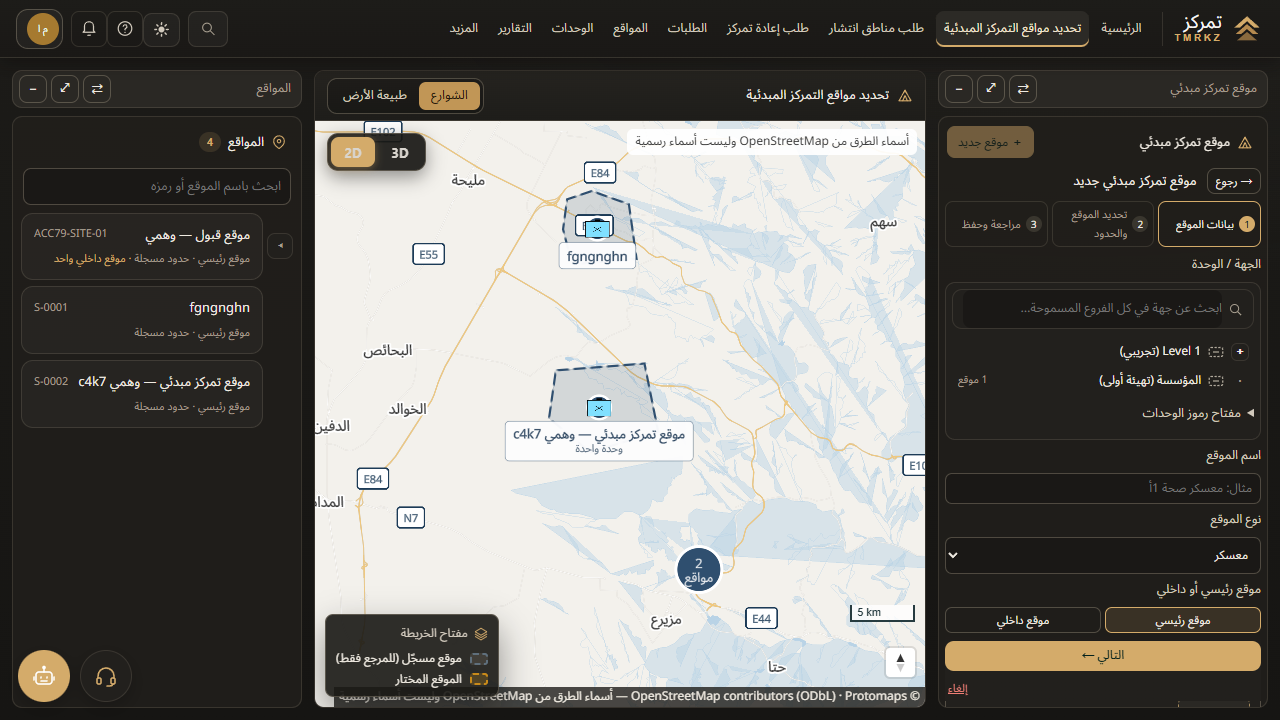 تمركز
TMRKZ
الرئيسية
تحديد مواقع التمركز المبدئية
طلب مناطق انتشار
طلب إعادة تمركز
الطلبات
المواقع
الوحدات
التقارير
المزيد
م ا
موقع تمركز مبدئي
موقع تمركز مبدئي
+ موقع جديد
→ رجوع
موقع تمركز مبدئي جديد
1 بيانات الموقع
2 تحديد الموقع والحدود
3 مراجعة وحفظ
الجهة / الوحدة
ابحث عن جهة في كل الفروع المسموحة...
+ Level 1 (تجريبي)
المؤسسة (تهيئة أولى)
1 موقع
مفتاح رموز الوحدات
اسم الموقع
مثال: معسكر صحة 1أ
نوع الموقع
معسكر
موقع رئيسي أو داخلي
موقع رئيسي
موقع داخلي
التالي ←
إلغاء
تحديد مواقع التمركز المبدئية
الشوارع
طبيعة الأرض
أسماء الطرق من OpenStreetMap وليست أسماء رسمية
2D
3D
E102
E84
مليحة
سهم
E55
fgngnghn
البحائص
الخوالد
الدفين
موقع تمركز مبدئي — وهمي c4k7
وحدة واحدة
E84
N7
2
مواقع
مزيرع
E44
حتا
5 km
مفتاح الخريطة
موقع مسجّل (للمرجع فقط)
الموقع المختار
© OpenStreetMap contributors (ODbL) · Protomaps — أسماء الطرق من OpenStreetMap وليست أسماء رسمية
المواقع
المواقع
4
ابحث باسم الموقع أو رمزه
موقع قبول — وهمي
ACC79-SITE-01
موقع رئيسي · حدود مسجلة · موقع داخلي واحد
fgngnghn
S-0001
موقع رئيسي · حدود مسجلة
موقع تمركز مبدئي — وهمي c4k7
S-0002
موقع رئيسي · حدود مسجلة